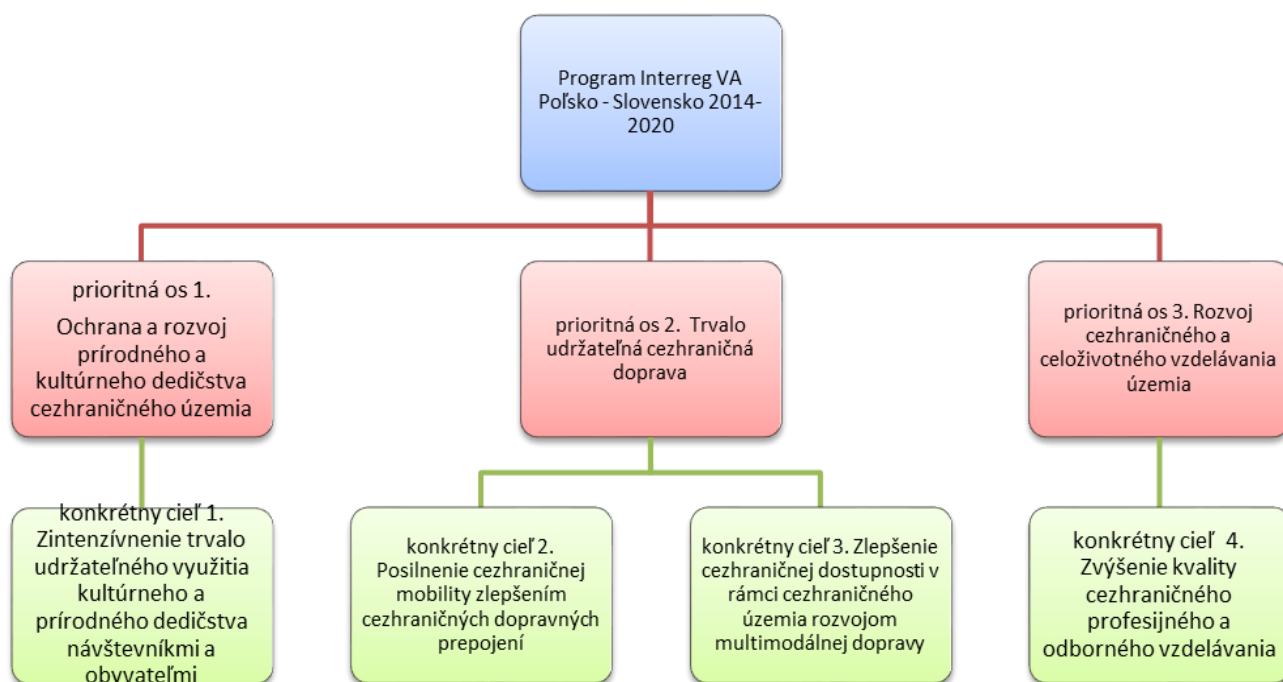 Program Interreg VA
Poľsko - Slovensko 2014-
2020
prioritná os 1.
Ochrana a rozvoj
prírodného a
kultúrneho dedičstva
cezhraničného územia
prioritná os 2.  Trvalo
udržateľná cezhraničná
doprava
prioritná os 3. Rozvoj
cezhraničného a
celoživotného vzdelávania
územia
konkrétny cieľ 1.
Zintenzívnenie trvalo
udržateľného využitia
kultúrneho a
prírodného dedičstva
návštevníkmi a
obyvateľmi
konkrétny cieľ 2.
Posilnenie cezhraničnej
mobility zlepšením
cezhraničných dopravných
prepojení
konkrétny cieľ 3. Zlepšenie
cezhraničnej dostupnosti v
rámci cezhraničného
územia rozvojom
multimodálnej dopravy
konkrétny cieľ  4.
Zvýšenie kvality
cezhraničného
profesijného a
odborného vzdelávania